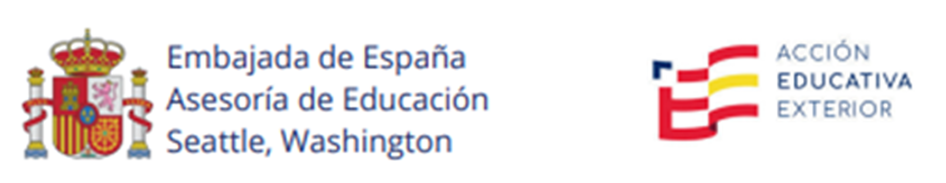 Embajada de España
Asesoría de Educación
Seattle, Washington
ACCIÓN
EDUCATIVA
EXTERIOR